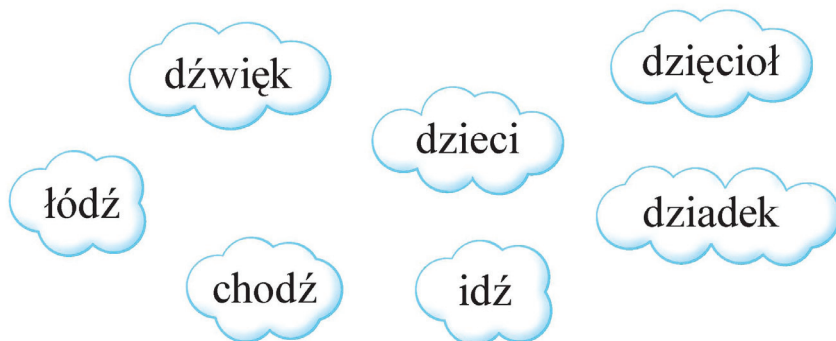 dźwięk
dzięcioł
dzieci
łódź
dziadek
chodź
idź